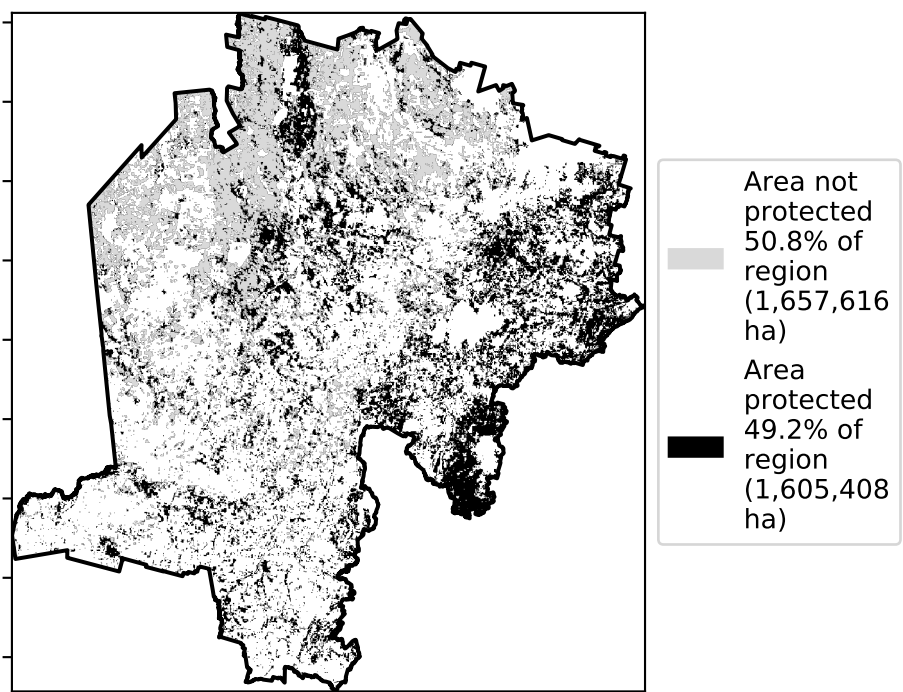 Area not
protected
50.8% of
region
(1,657,616
ha)
Area
protected
49.2% of
region
(1,605,408
ha)